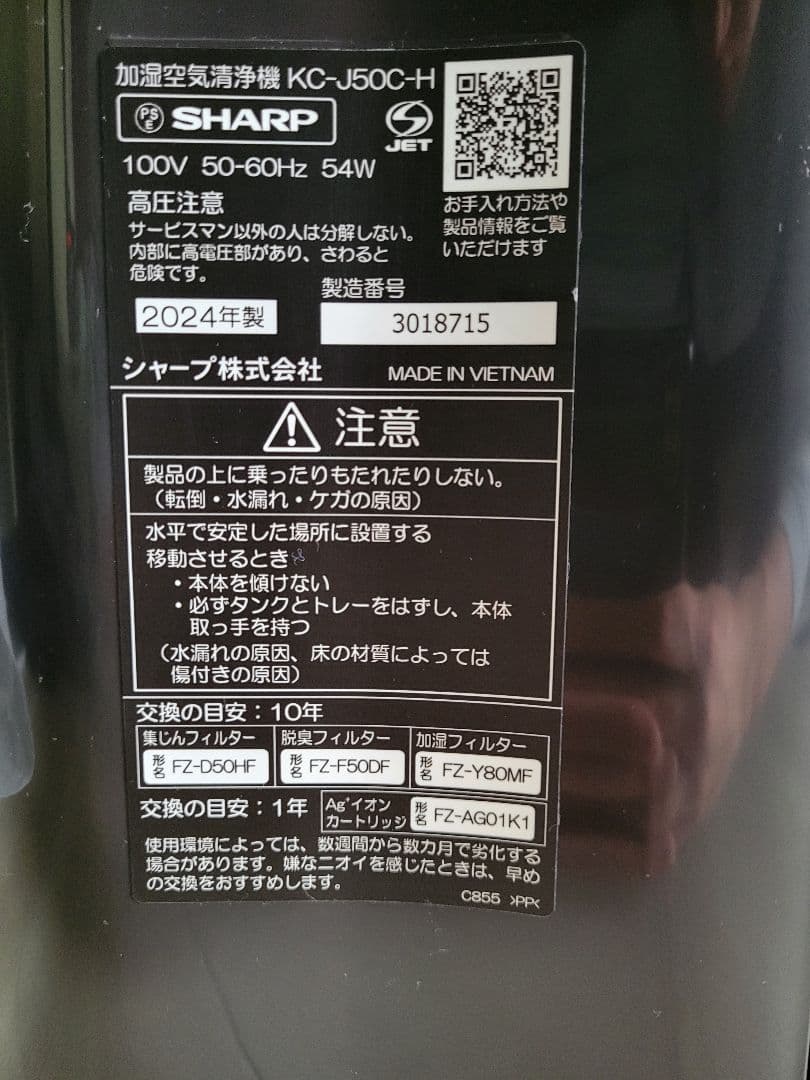 加湿空気清浄機 KC-J50C-H
PS
E
SHARP
JET
100V 50-60Hz 54W
お手入れ方法や
製品情報をご覧
いただけます
高圧注意
サービスマン以外の人は分解しない。
内部に高電圧部があり、さわると
危険です。
製造番号
2024年製
3018715
シャープ株式会社 MADE IN VIETNAM
注意
製品の上に乗ったりもたれたりしない。
（転倒・水漏れ・ケガの原因）
水平で安定した場所に設置する
移動させるとき
・本体を傾けない
・必ずタンクとトレーをはずし、本体
取っ手を持つ
（水漏れの原因、床の材質によっては
傷付きの原因）
交換の目安：10年
集じんフィルター
形名 FZ-D50HF
脱臭フィルター
形名 FZ-F50DF
加湿フィルター
形名 FZ-Y80MF
交換の目安：1年
Ag⁺イオン
カートリッジ
形名 FZ-AG01K1
使用環境によっては、数週間から数カ月で劣化する
場合があります。嫌なニオイを感じたときは、早め
の交換をおすすめします。
C855 >PP<